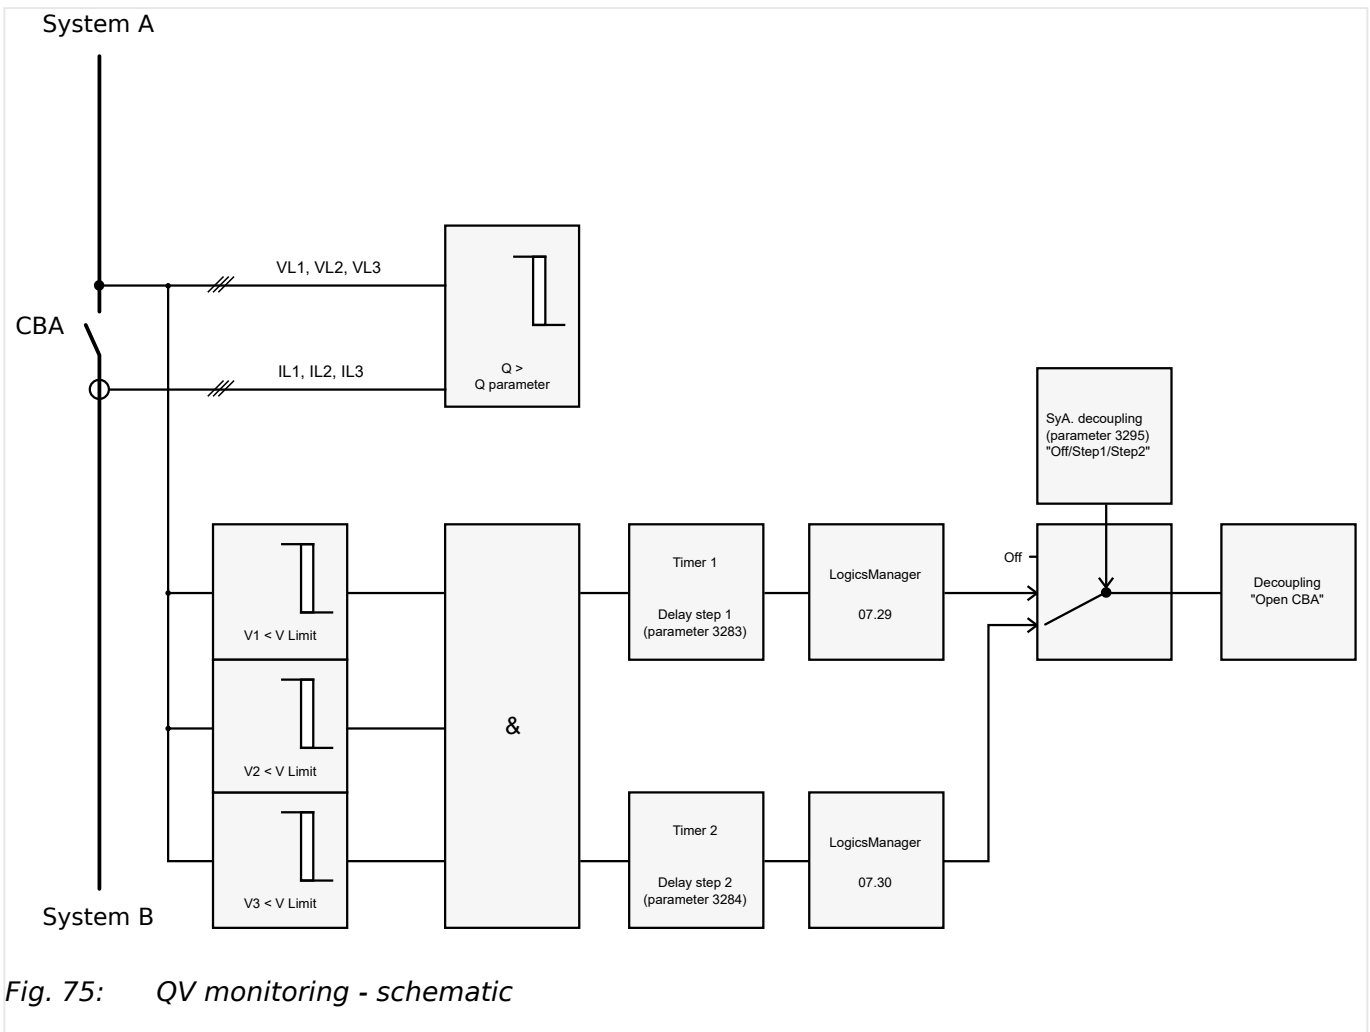 System A
VL1, VL2, VL3
CBA
IL1, IL2, IL3
Q >
Q parameter
SyA. decoupling
(parameter 3295)
"Off/Step1/Step2"
V1 < V Limit
V2 < V Limit
V3 < V Limit
&
Timer 1
Delay step 1
(parameter 3283)
LogicsManager
07.29
Off
Decoupling
"Open CBA"
Timer 2
Delay step 2
(parameter 3284)
LogicsManager
07.30
System B
Fig. 75: QV monitoring - schematic